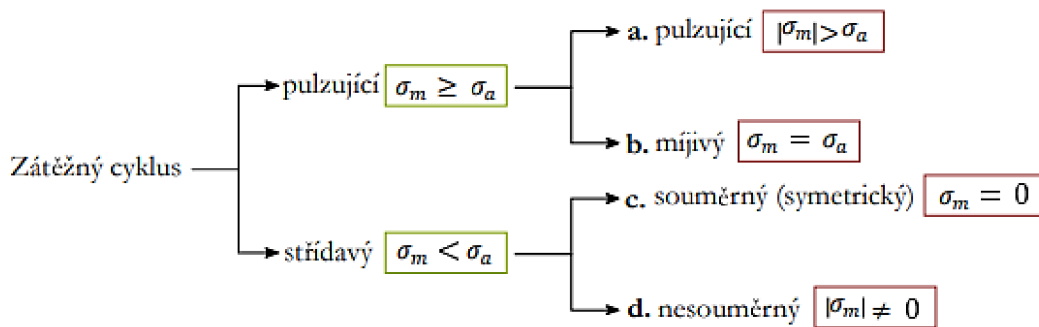 a. pulzující |σm| > σa
pulzující σm ≥ σa
b. míjivý σm = σa
Zátěžný cyklus
c. souměrný (symetrický) σm = 0
střídavý σm < σa
d. nesouměrný |σm| ≠ 0